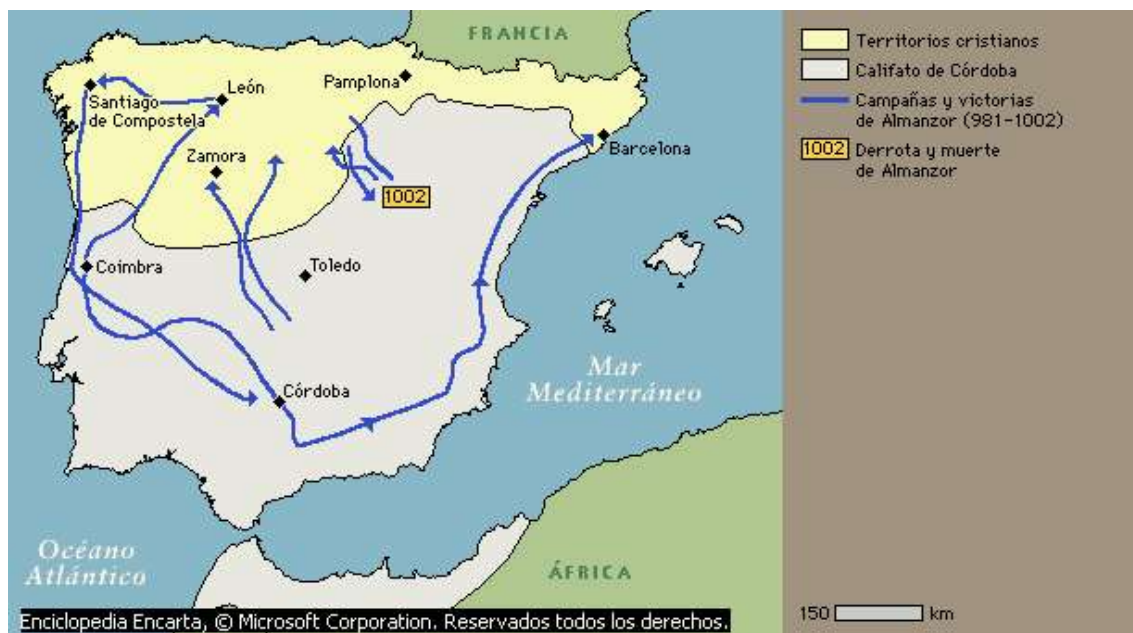 FRANCIA
León
Pamplona
Santiago
de Compostela
Zamora
Barcelona
1002
Coimbra
Toledo
Córdoba
Mar
Mediterráneo
Océano
Atlántico
ÁFRICA
Enciclopedia Encarta, © Microsoft Corporation. Reservados todos los derechos.
Territorios cristianos
Califato de Córdoba
Campañas y victorias
de Almanzor (981-1002)
1002 Derrota y muerte
de Almanzor
150 km